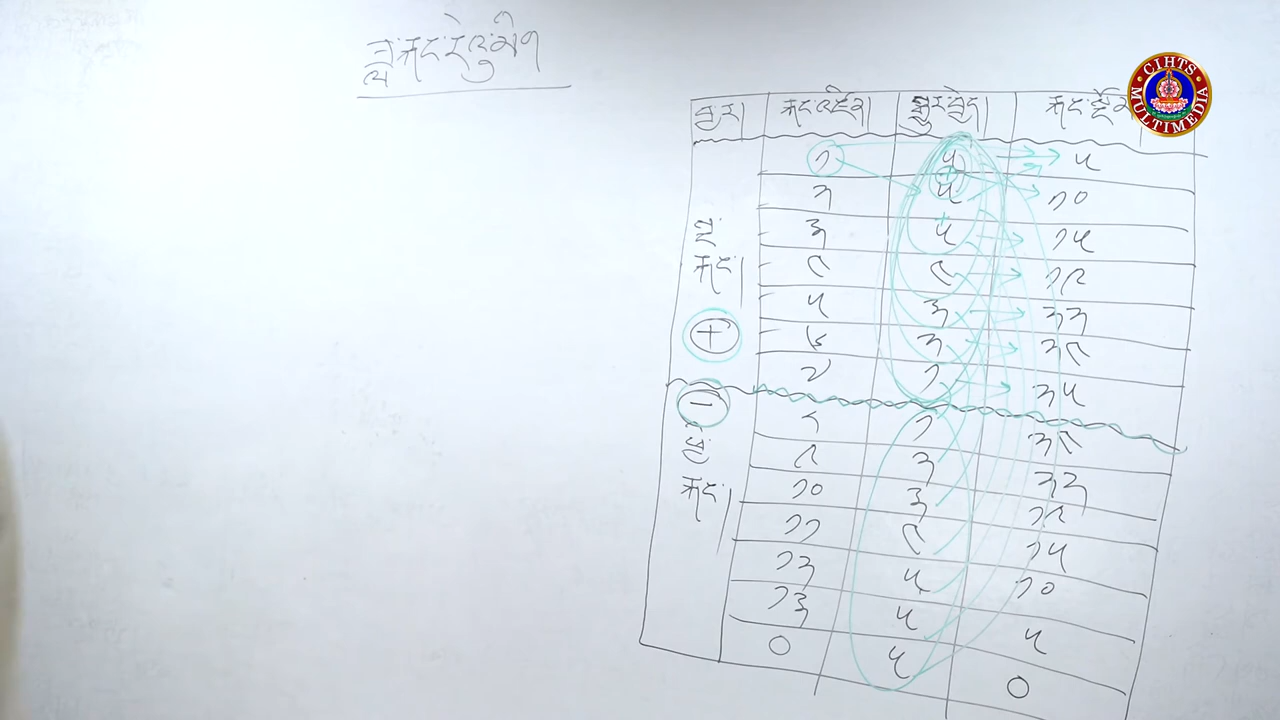 ཟླ་རྐང་རེའུ་མིག
རྐང་འཛིན། སྒྱུར་བྱེད། རྐང་སྡོམ
༡ ༥ ༥
༢ ༥ ༡༠
སྔ་ ༣ ༥ ༡༥
རྐང་། ༤ ༤ ༡༩
༥ ༣ ༢༢
+ ༦ ༢ ༢༤
༧ ༡ ༢༥
− ༨ ༡ ༢༤
ཕྱི་ ༩ ༢ ༢༢
རྐང་། ༡༠ ༣ ༡༩
༡༡ ༤ ༡༥
༡༢ ༥ ༡༠
༡༣ ༥ ༥
༠ ༥ ༠
CIHTS
MULTIMEDIA